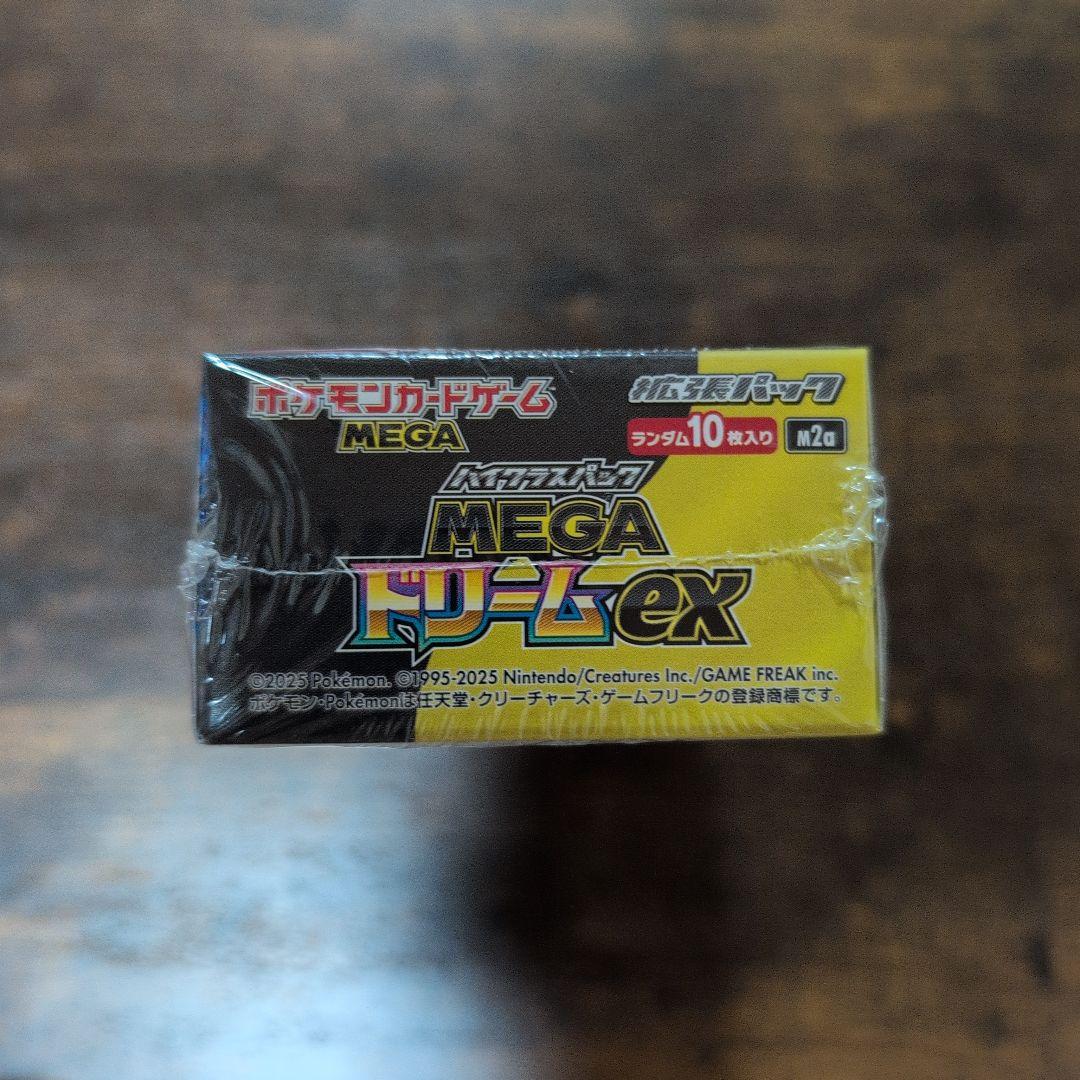 ポケモンカードゲーム
MEGA
拡張パック
ランダム10枚入り M2a
ハイクラスパック
MEGA
ドリームex
©2025 Pokémon. ©1995-2025 Nintendo/Creatures Inc./GAME FREAK inc.
ポケモン・Pokémonは任天堂・クリーチャーズ・ゲームフリークの登録商標です。